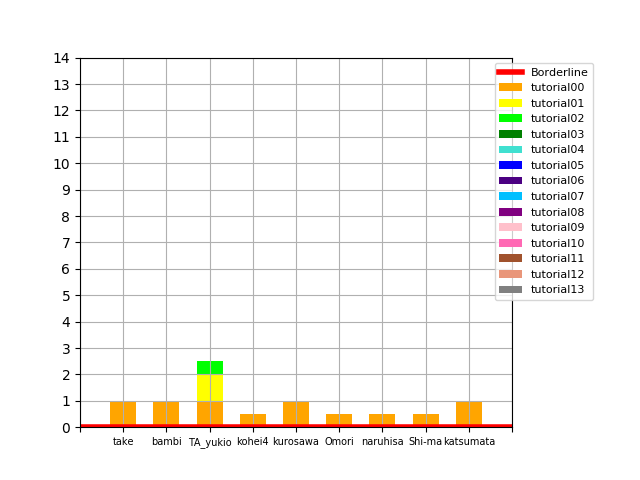 14
13
12
11
10
9
8
7
6
5
4
3
2
1
0
take bambi TA_yukio kohei4 kurosawa Omori naruhisa Shi-ma katsumata
Borderline
tutorial00
tutorial01
tutorial02
tutorial03
tutorial04
tutorial05
tutorial06
tutorial07
tutorial08
tutorial09
tutorial10
tutorial11
tutorial12
tutorial13